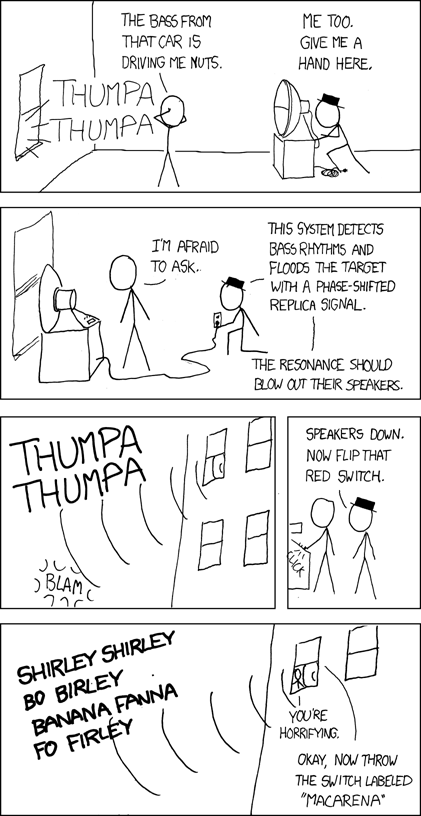 THE BASS FROM
THAT CAR IS
DRIVING ME NUTS.
THUMPA
THUMPA
ME TOO.
GIVE ME A
HAND HERE.
I'M AFRAID
TO ASK..
THIS SYSTEM DETECTS
BASS RHYTHMS AND
FLOODS THE TARGET
WITH A PHASE-SHIFTED
REPLICA SIGNAL.
THE RESONANCE SHOULD
BLOW OUT THEIR SPEAKERS.
THUMPA
THUMPA
BLAM
SPEAKERS DOWN.
NOW FLIP THAT
RED SWITCH.
SHIRLEY SHIRLEY
BO BIRLEY
BANANA FANNA
FO FIRLEY
YOU'RE
HORRIFYING.
OKAY, NOW THROW
THE SWITCH LABELED
"MACARENA"